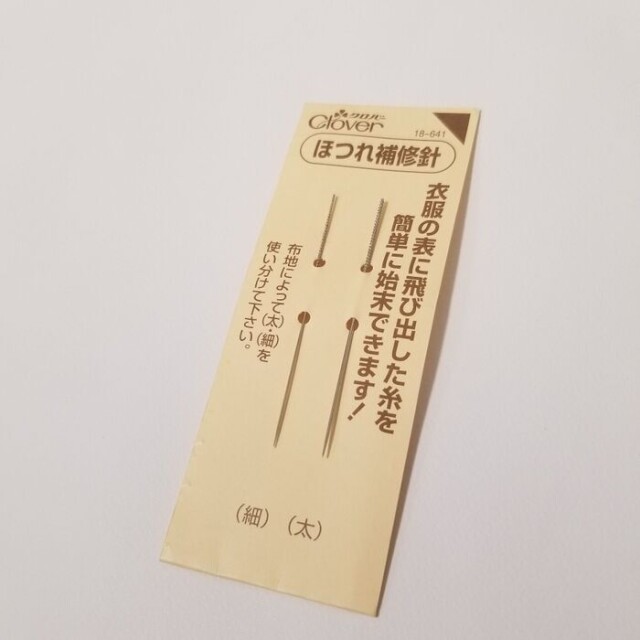 クロバー
Clover
18-641
ほつれ補修針
衣服の表に飛び出した糸を
簡単に始末できます！
布地によって(太)・(細)を
使い分けて下さい。
(細) (太)